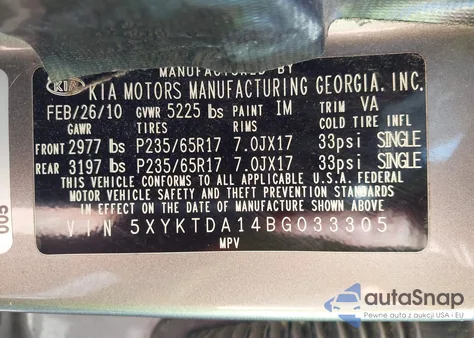 MANUFACTURED BY
KIA KIA MOTORS MANUFACTURING GEORGIA. INC.
FEB/26/10 GVWR 5225 lbs PAINT IM TRIM VA
GAWR TIRES RIMS COLD TIRE INFL
FRONT 2977 lbs P235/65R17 7.0JX17 33psi SINGLE
REAR 3197 lbs P235/65R17 7.0JX17 33psi SINGLE
THIS VEHICLE CONFORMS TO ALL APPLICABLE U.S.A. FEDERAL
MOTOR VEHICLE SAFETY AND THEFT PREVENTION STANDARDS
IN EFFECT ON THE DATE OF MANUFACTURE SHOWN ABOVE
VIN 5XYKTDA14BG033305
MPV
005
autoSnap
Pewne auta z aukcji USA i EU